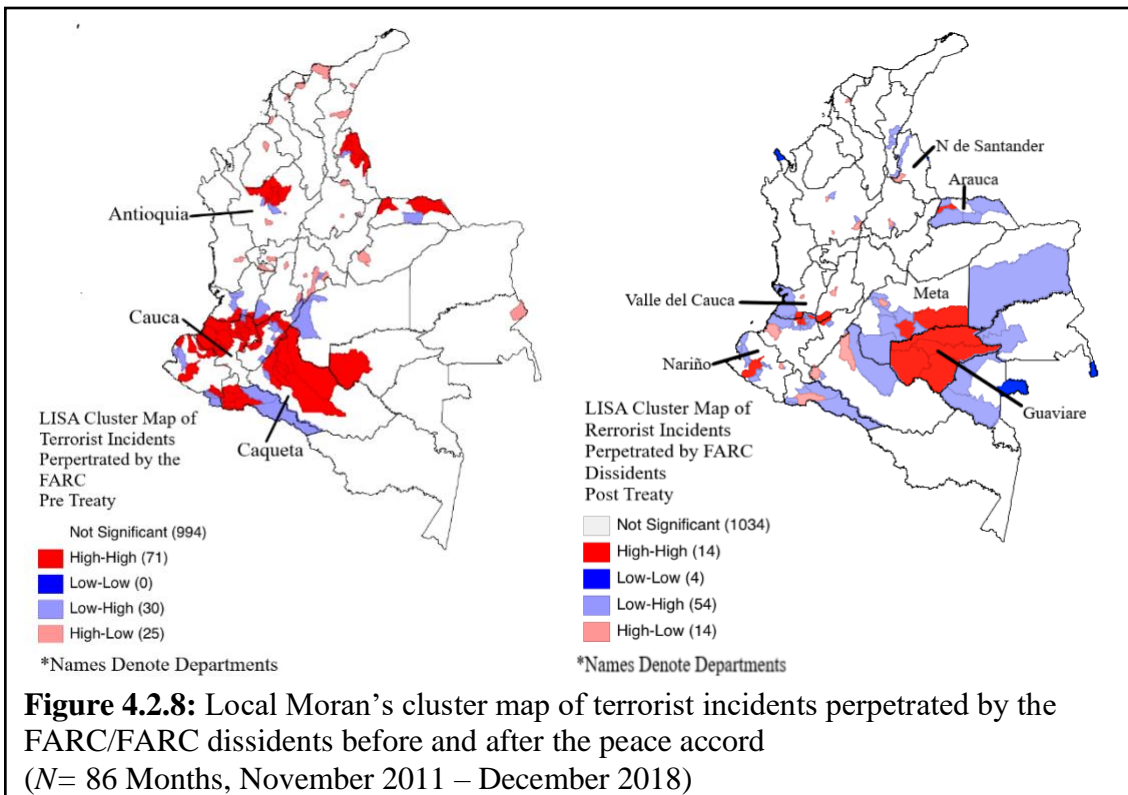 Antioquia
Cauca
Caqueta
LISA Cluster Map of
Terrorist Incidents
Perpertrated by the
FARC
Pre Treaty
Not Significant (994)
High-High (71)
Low-Low (0)
Low-High (30)
High-Low (25)
*Names Denote Departments
N de Santander
Arauca
Valle del Cauca
Meta
Nariño
Guaviare
LISA Cluster Map of
Rerrorist Incidents
Perpetrated by FARC
Dissidents
Post Treaty
Not Significant (1034)
High-High (14)
Low-Low (4)
Low-High (54)
High-Low (14)
*Names Denote Departments
Figure 4.2.8: Local Moran’s cluster map of terrorist incidents perpetrated by the
FARC/FARC dissidents before and after the peace accord
(N= 86 Months, November 2011 – December 2018)